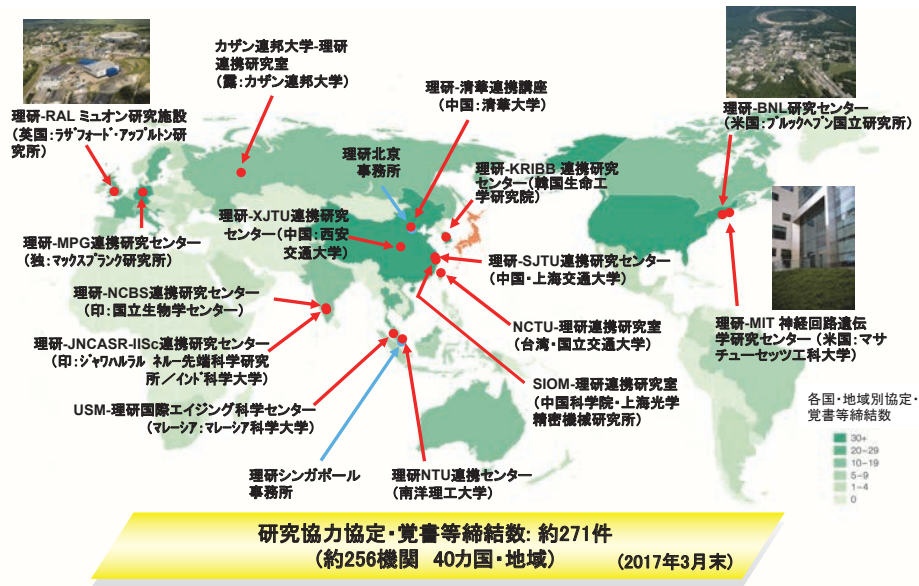 カザン連邦大学-理研
連携研究室
(露:カザン連邦大学)
理研-清華連携講座
(中国:清華大学)
理研-RAL ミュオン研究施設
(英国:ラザフォード・アップルトン研
究所)
理研-BNL研究センター
(米国:ブルックヘブン国立研究所)
理研北京
事務所
理研-KRIBB 連携研究
センター(韓国生命工
学研究院)
理研-XJTU連携研究
センター(中国:西安
交通大学)
理研-MPG連携研究センター
(独:マックスプランク研究所)
理研-SJTU連携研究センター
(中国・上海交通大学)
理研-NCBS連携研究センター
(印:国立生物学センター)
NCTU-理研連携研究室
(台湾・国立交通大学)
理研-MIT 神経回路遺伝
学研究センター (米国:マサ
チューセッツ工科大学)
理研-JNCASR-IISc連携研究センター
(印:ジャワハルラル ネルー先端科学研究
所/インド科学大学)
SIOM-理研連携研究室
(中国科学院・上海光学
精密機械研究所)
USM-理研国際エイジング科学センター
(マレーシア:マレーシア科学大学)
理研シンガポール
事務所
理研NTU連携センター
(南洋理工大学)
各国・地域別協定・
覚書等締結数
30+
20-29
10-19
5-9
1-4
0
研究協力協定・覚書等締結数: 約271件
(約256機関 40カ国・地域)
(2017年3月末)